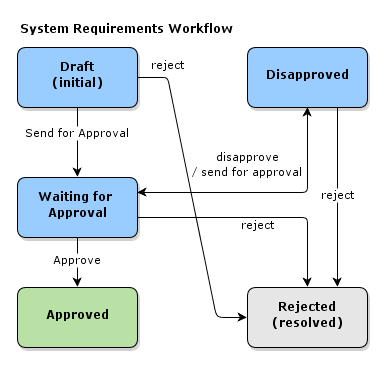 System Requirements Workflow
Draft
(initial)
reject
Disapproved
Send for Approval
disapprove
/ send for approval
Waiting for
Approval
reject
reject
Approve
Approved
Rejected
(resolved)